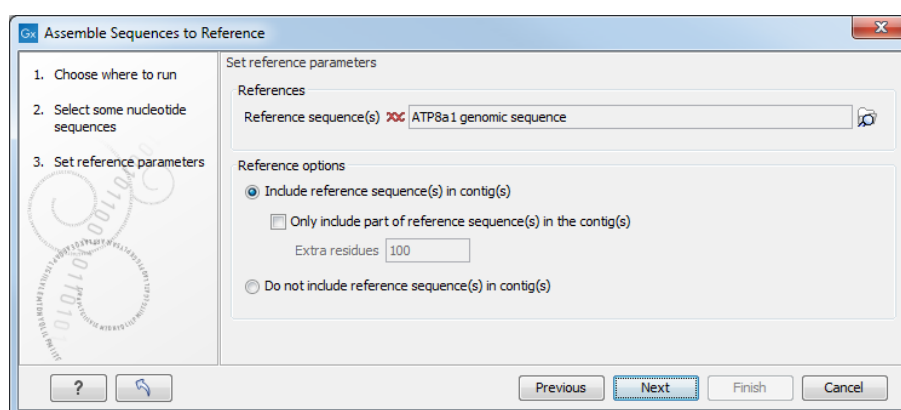 Gx Assemble Sequences to Reference
X
1. Choose where to run
2. Select some nucleotide
sequences
3. Set reference parameters
Set reference parameters
References
Reference sequence(s) ATP8a1 genomic sequence
Reference options
Include reference sequence(s) in contig(s)
Only include part of reference sequence(s) in the contig(s)
Extra residues 100
Do not include reference sequence(s) in contig(s)
?
Previous Next Finish Cancel